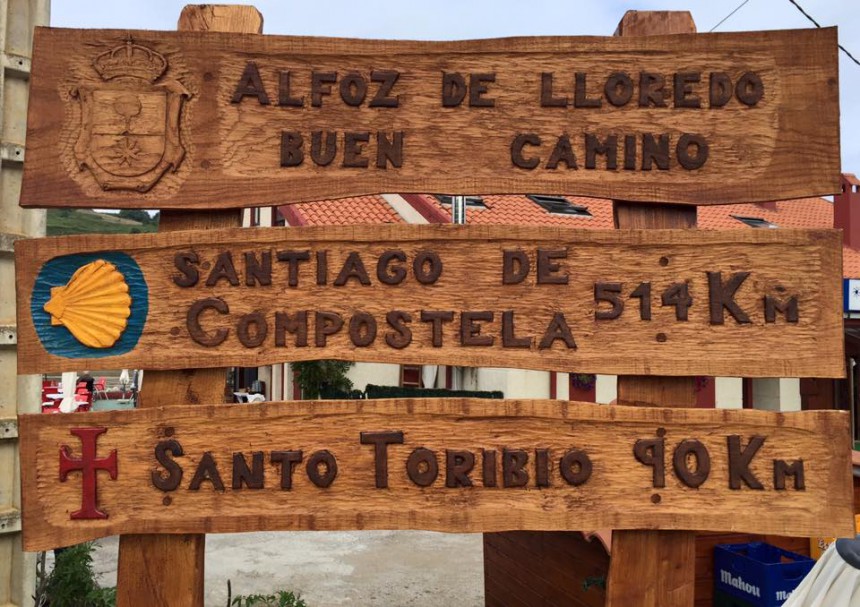 ALFOZ DE LLOREDO
BUEN CAMINO
SANTIAGO DE
COMPOSTELA 514 KM
SANTO TORIBIO 90 KM
Mahou